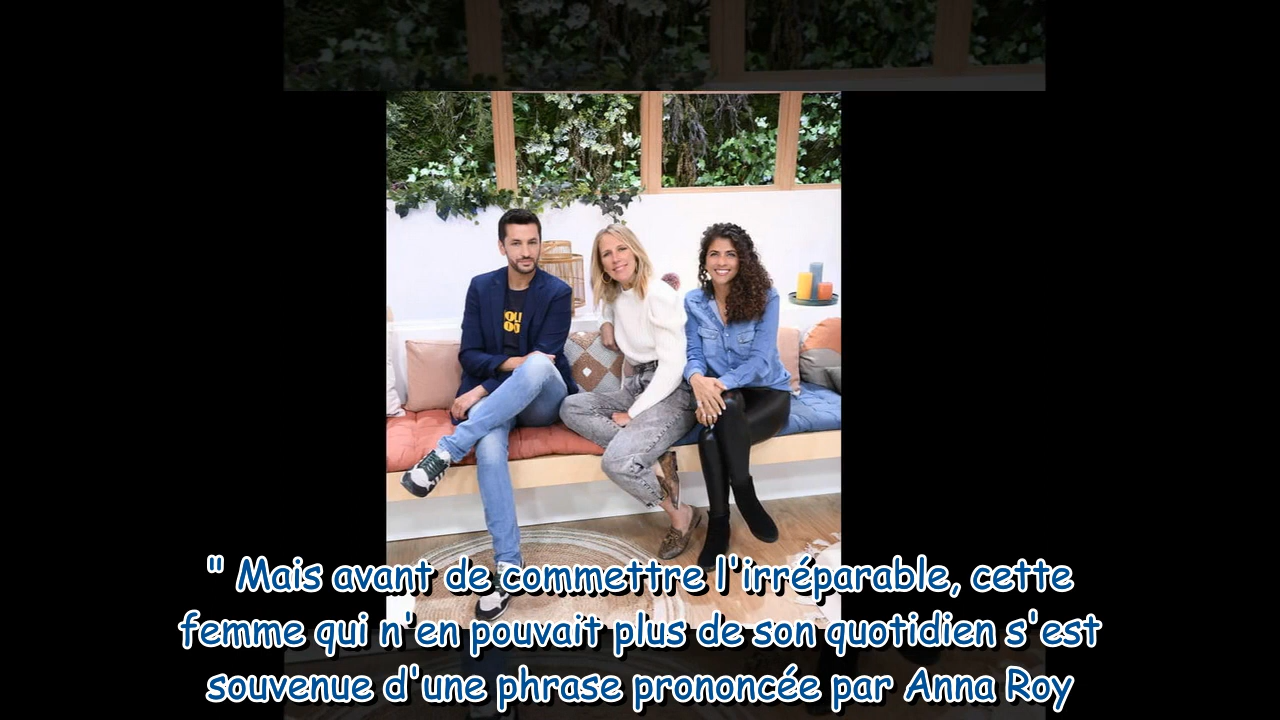 " Mais avant de commettre l'irréparable, cette
femme qui n'en pouvait plus de son quotidien s'est
souvenue d'une phrase prononcée par Anna Roy